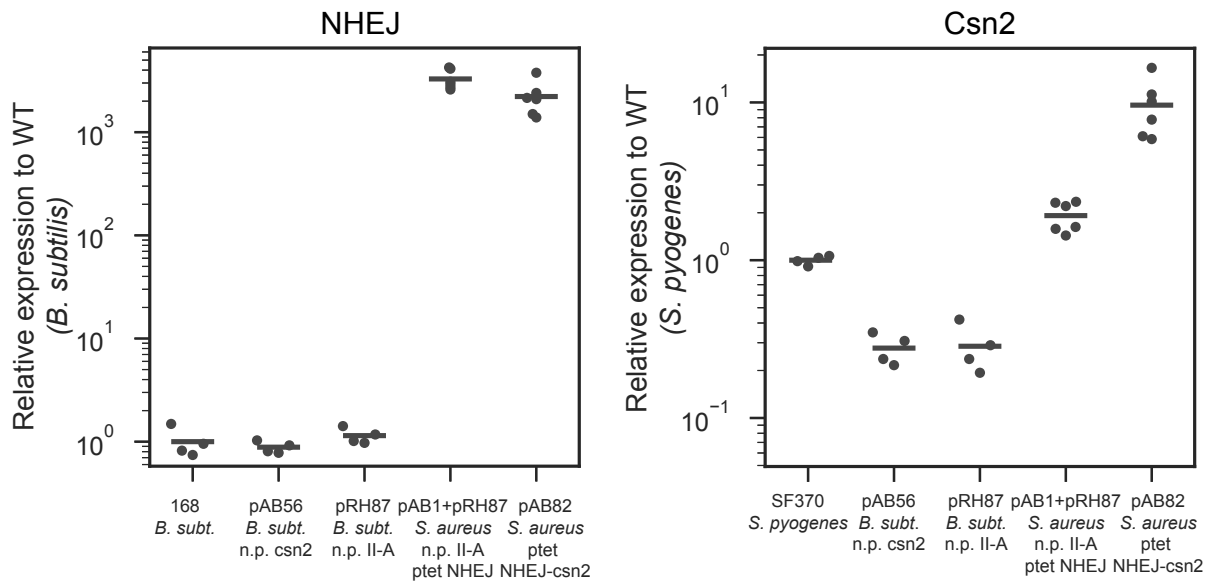 NHEJ
Relative expression to WT
(B. subtilis)
10³
10²
10¹
10⁰
168
B. subt.
pAB56
B. subt.
n.p. csn2
pRH87
B. subt.
n.p. II-A
pAB1+pRH87
S. aureus
n.p. II-A
ptet NHEJ
pAB82
S. aureus
ptet
NHEJ-csn2
Csn2
Relative expression to WT
(S. pyogenes)
10¹
10⁰
10⁻¹
SF370
S. pyogenes
pAB56
B. subt.
n.p. csn2
pRH87
B. subt.
n.p. II-A
pAB1+pRH87
S. aureus
n.p. II-A
ptet NHEJ
pAB82
S. aureus
ptet
NHEJ-csn2